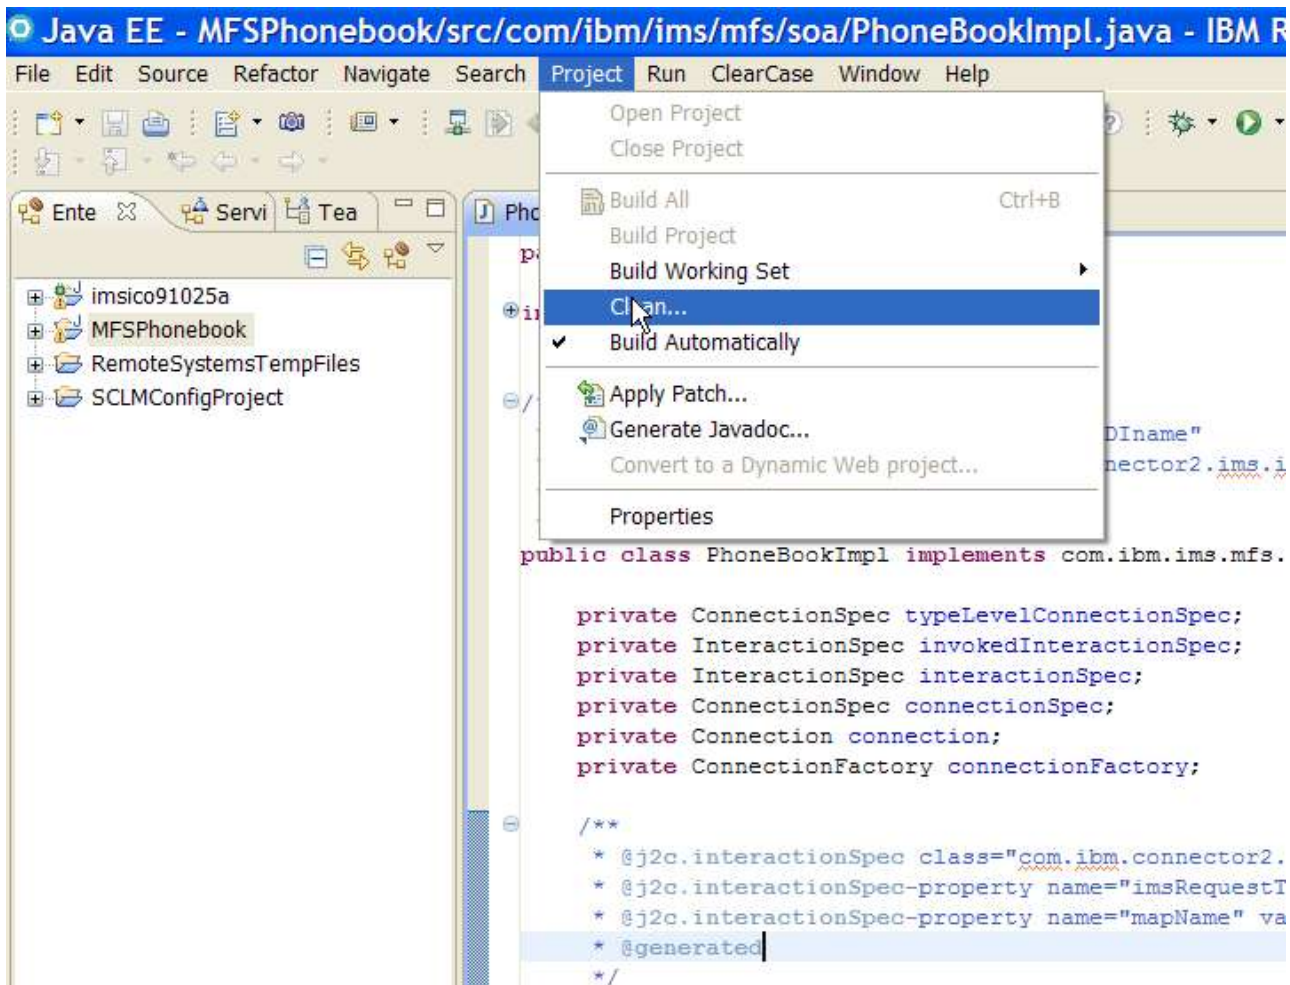 Java EE - MFSPhonebook/src/com/ibm/ims/mfs/soa/PhoneBookImpl.java - IBM R
File Edit Source Refactor Navigate Search Project Run ClearCase Window Help
Open Project
Close Project
Ente Servi Tea
Pho
Build All Ctrl+B
Build Project
Build Working Set
Clean...
Build Automatically
Apply Patch...
Generate Javadoc...
Convert to a Dynamic Web project...
Properties
imsico91025a
MFSPhonebook
RemoteSystemsTempFiles
SCLMConfigProject
DIname"
nector2.ims.i
public class PhoneBookImpl implements com.ibm.ims.mfs.
private ConnectionSpec typeLevelConnectionSpec;
private InteractionSpec invokedInteractionSpec;
private InteractionSpec interactionSpec;
private ConnectionSpec connectionSpec;
private Connection connection;
private ConnectionFactory connectionFactory;
/**
* @j2c.interactionSpec class="com.ibm.connector2.
* @j2c.interactionSpec-property name="imsRequestT
* @j2c.interactionSpec-property name="mapName" va
* @generated
*/